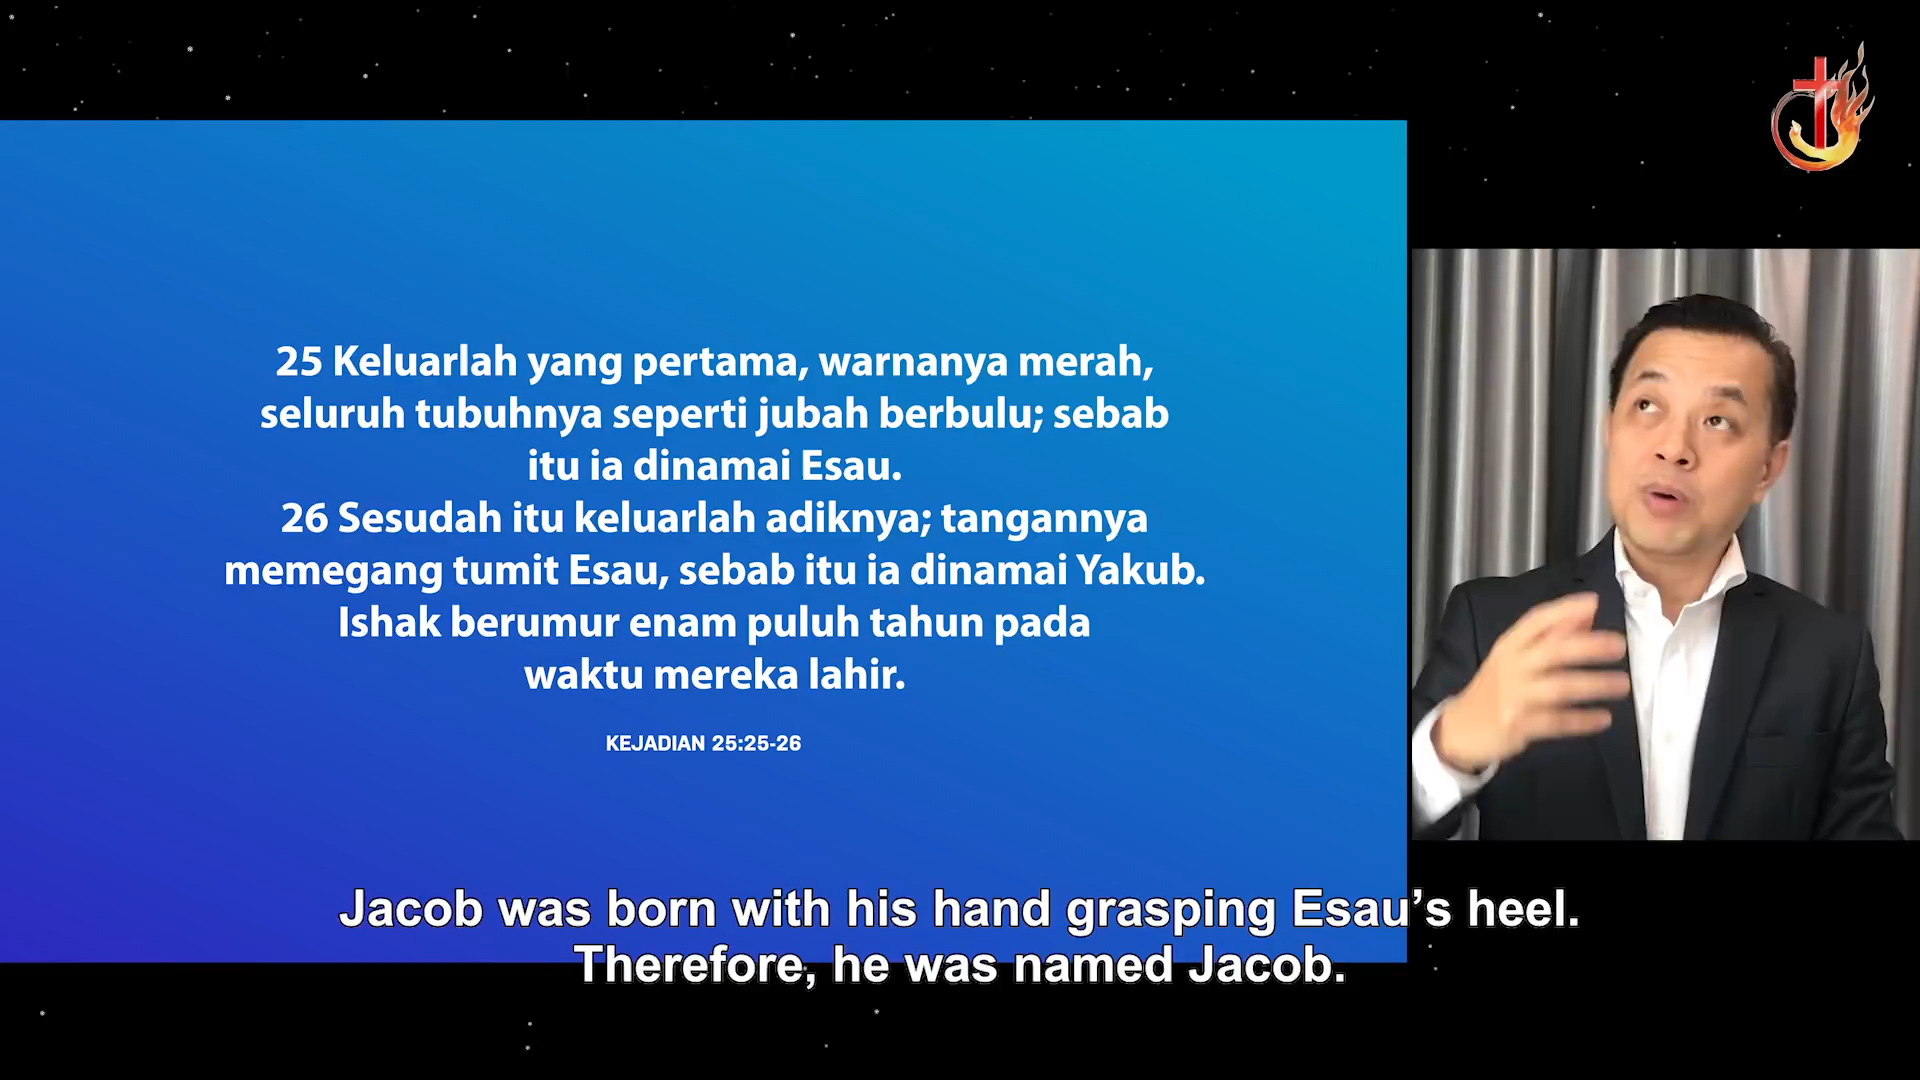 25 Keluarlah yang pertama, warnanya merah,
seluruh tubuhnya seperti jubah berbulu; sebab
itu ia dinamai Esau.
26 Sesudah itu keluarlah adiknya; tangannya
memegang tumit Esau, sebab itu ia dinamai Yakub.
Ishak berumur enam puluh tahun pada
waktu mereka lahir.
KEJADIAN 25:25-26
Jacob was born with his hand grasping Esau’s heel.
Therefore, he was named Jacob.